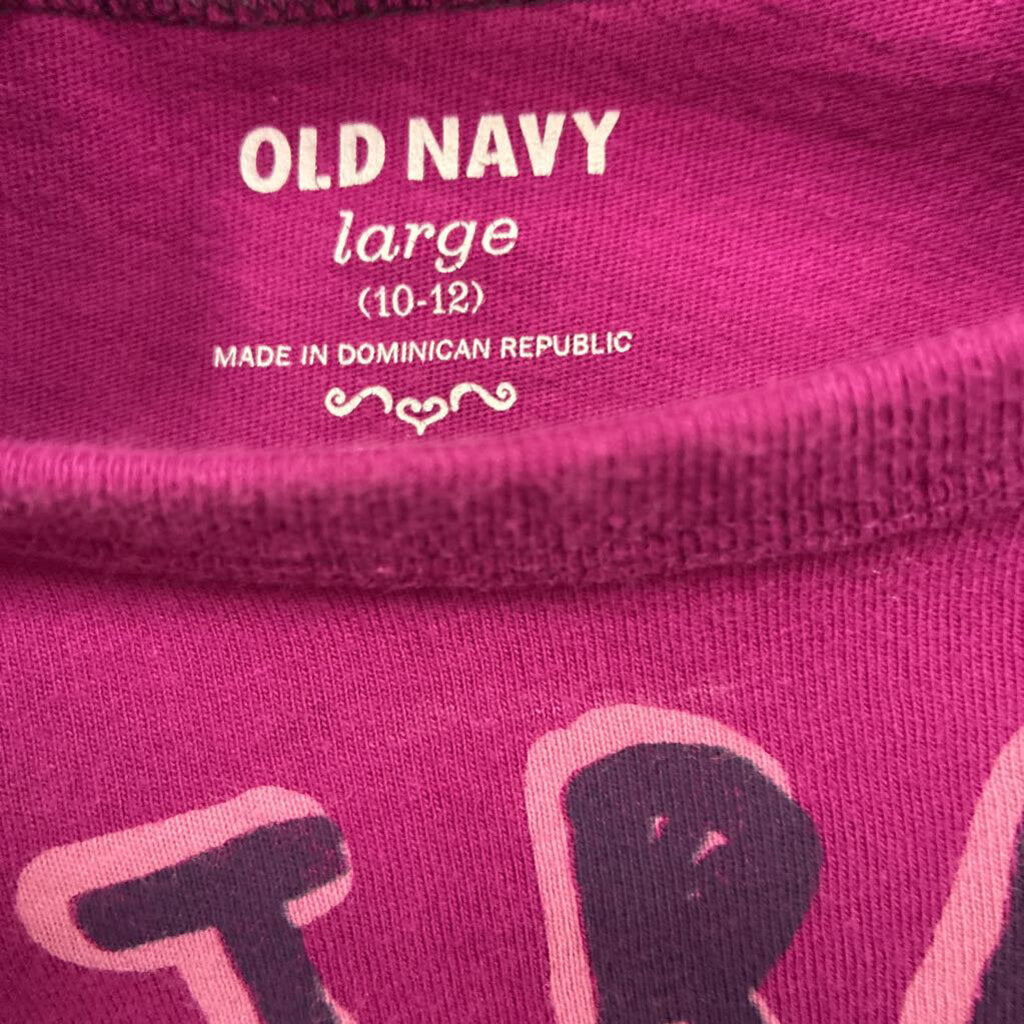 OLD NAVY
large
(10-12)
MADE IN DOMINICAN REPUBLIC